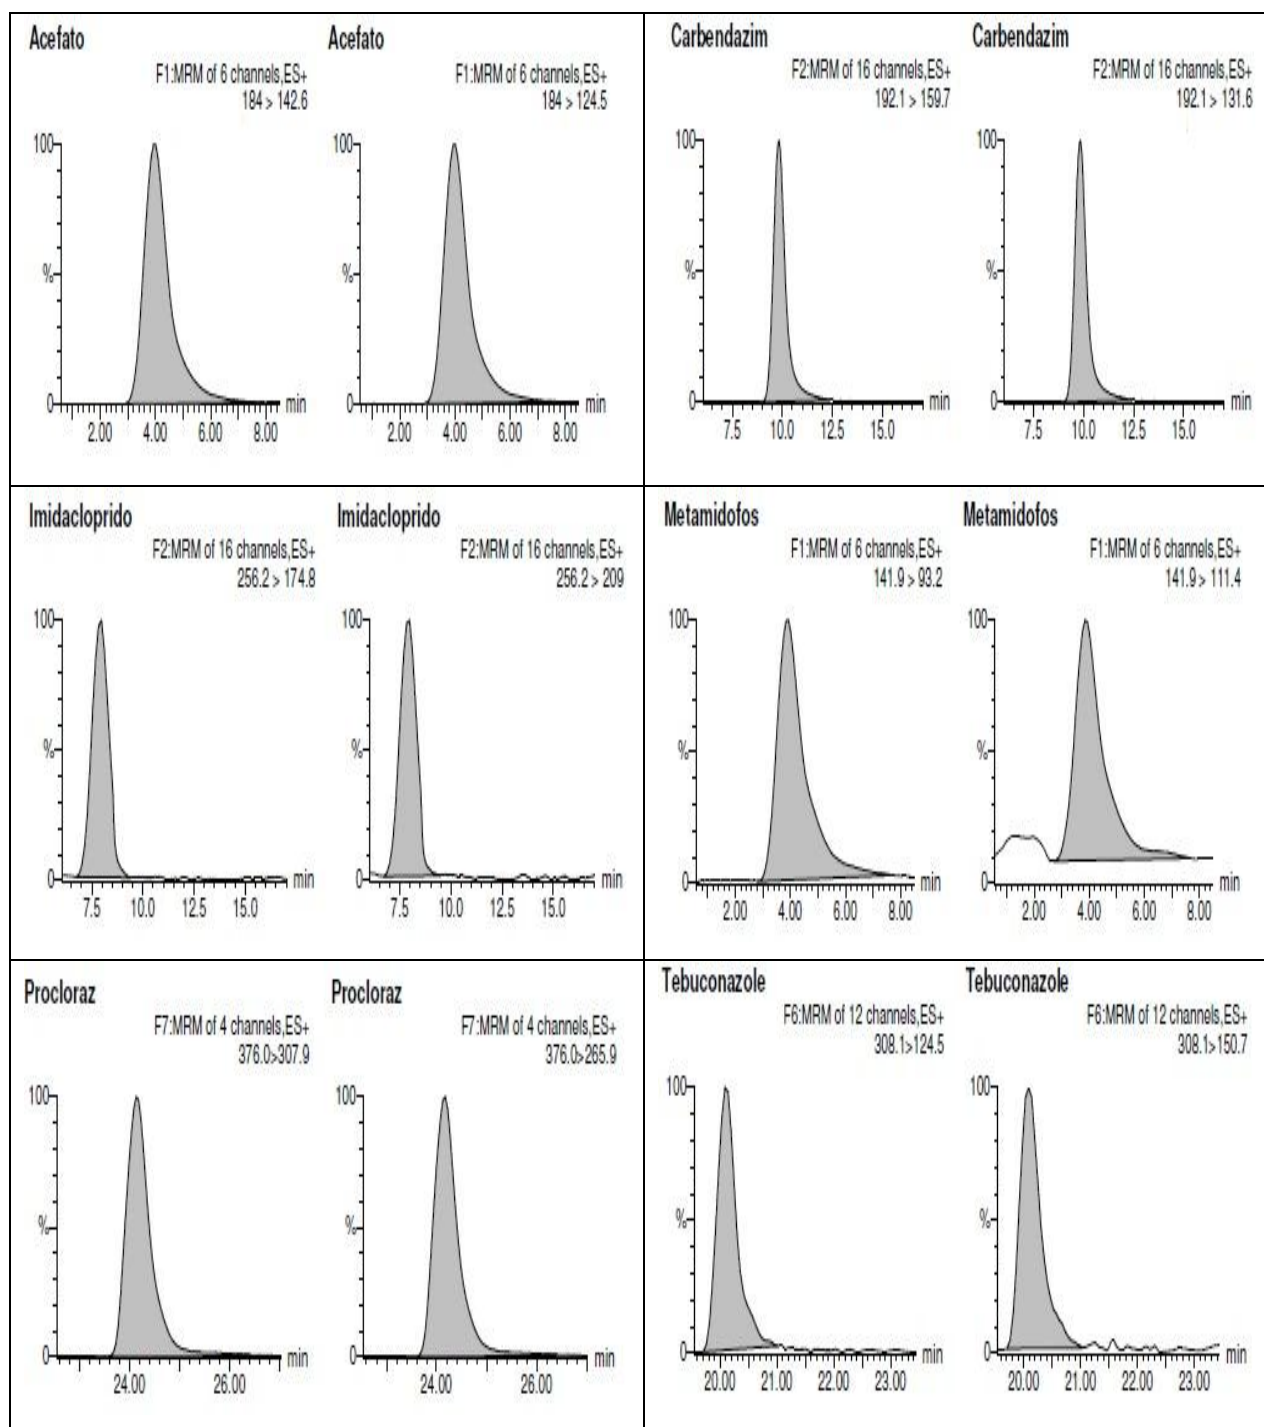 Acefato
F1:MRM of 6 channels,ES+
184 > 142.6
100
%
0
2.00 4.00 6.00 8.00
min
Acefato
F1:MRM of 6 channels,ES+
184 > 124.5
100
%
0
2.00 4.00 6.00 8.00
min
Carbendazim
F2:MRM of 16 channels,ES+
192.1 > 159.7
100
%
0
7.5 10.0 12.5 15.0
min
Carbendazim
F2:MRM of 16 channels,ES+
192.1 > 131.6
100
%
0
7.5 10.0 12.5 15.0
min
Imidacloprido
F2:MRM of 16 channels,ES+
256.2 > 174.8
100
%
0
7.5 10.0 12.5 15.0
min
Imidacloprido
F2:MRM of 16 channels,ES+
256.2 > 209
100
%
0
7.5 10.0 12.5 15.0
min
Metamidofos
F1:MRM of 6 channels,ES+
141.9 > 93.2
100
%
0
2.00 4.00 6.00 8.00
min
Metamidofos
F1:MRM of 6 channels,ES+
141.9 > 111.4
100
%
0
2.00 4.00 6.00 8.00
min
Procloraz
F7:MRM of 4 channels,ES+
376.0>307.9
100
%
0
24.00 26.00
min
Procloraz
F7:MRM of 4 channels,ES+
376.0>265.9
100
%
0
24.00 26.00
min
Tebuconazole
F6:MRM of 12 channels,ES+
308.1>124.5
100
%
0
20.00 21.00 22.00 23.00
min
Tebuconazole
F6:MRM of 12 channels,ES+
308.1>150.7
100
%
0
20.00 21.00 22.00 23.00
min